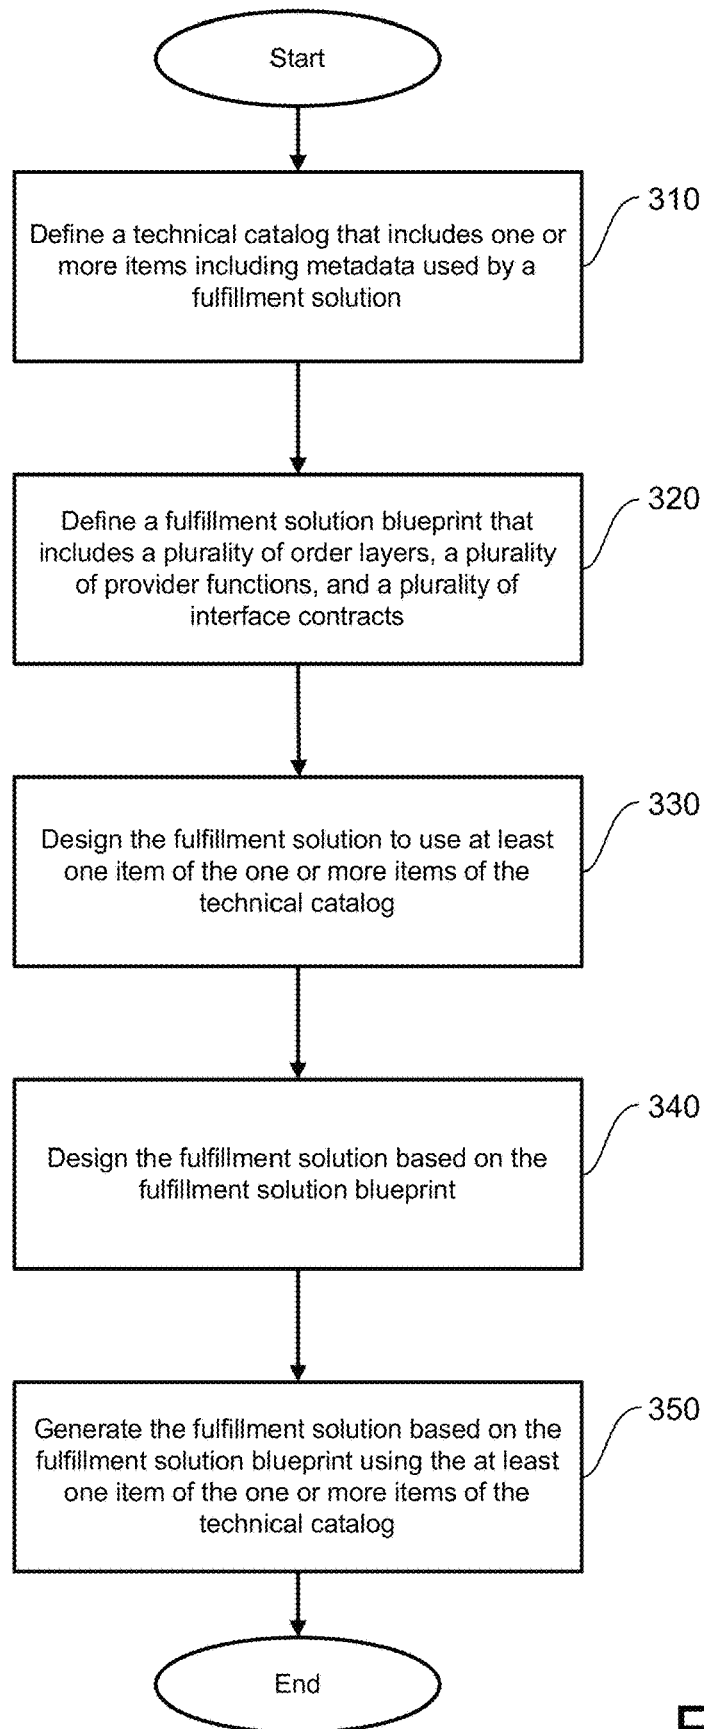 Start
310
Define a technical catalog that includes one or
more items including metadata used by a
fulfillment solution
320
Define a fulfillment solution blueprint that
includes a plurality of order layers, a plurality
of provider functions, and a plurality of
interface contracts
330
Design the fulfillment solution to use at least
one item of the one or more items of the
technical catalog
340
Design the fulfillment solution based on the
fulfillment solution blueprint
350
Generate the fulfillment solution based on the
fulfillment solution blueprint using the at least
one item of the one or more items of the
technical catalog
End